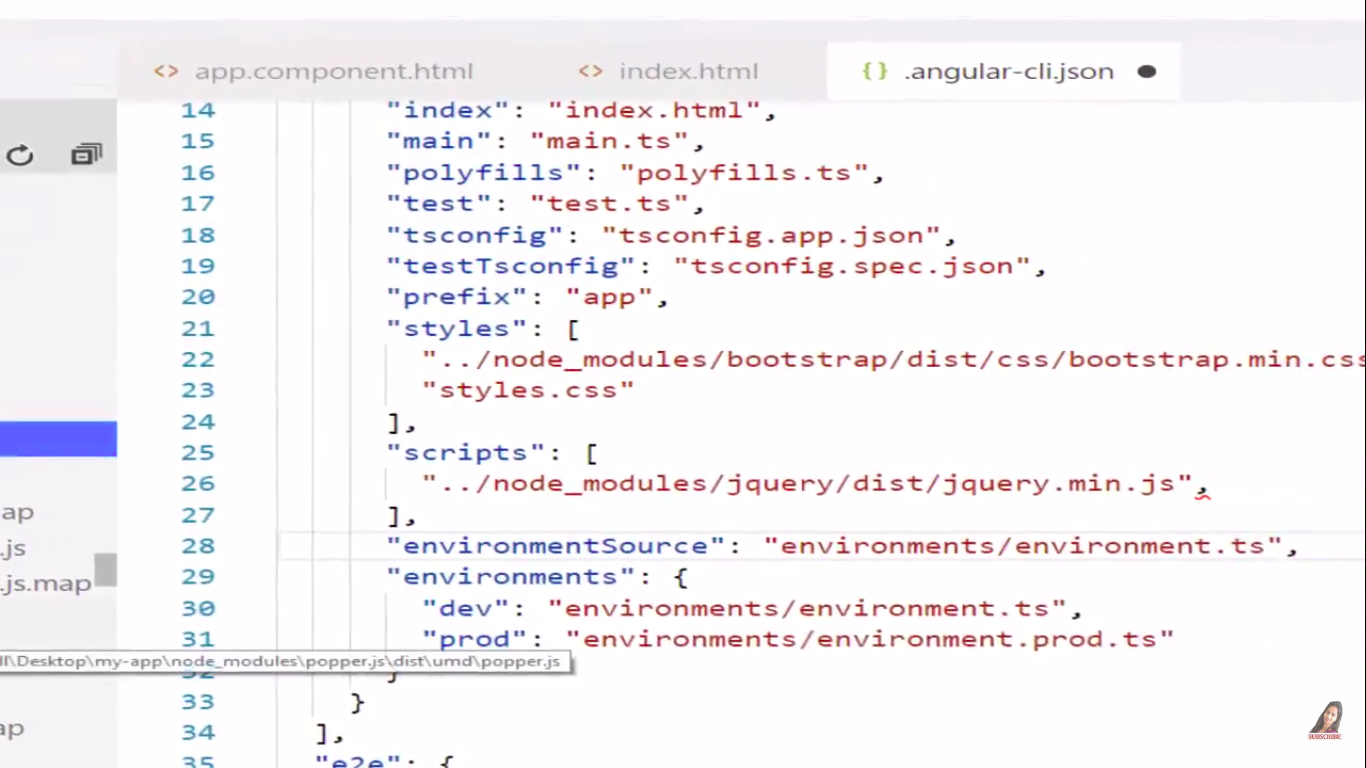 app.component.html index.html .angular-cli.json
14 "index": "index.html",
15 "main": "main.ts",
16 "polyfills": "polyfills.ts",
17 "test": "test.ts",
18 "tsconfig": "tsconfig.app.json",
19 "testTsconfig": "tsconfig.spec.json",
20 "prefix": "app",
21 "styles": [
22 "../node_modules/bootstrap/dist/css/bootstrap.min.css
23 "styles.css"
24 ],
25 "scripts": [
26 "../node_modules/jquery/dist/jquery.min.js",
27 ],
28 "environmentSource": "environments/environment.ts",
29 "environments": {
30 "dev": "environments/environment.ts",
31 "prod": "environments/environment.prod.ts"
32 }
33 }
34 ],
35 "e2e": {
ap
.js
.js.map
ll\Desktop\my-app\node_modules\popper.js\dist\umd\popper.js
ap
SUBSCRIBE